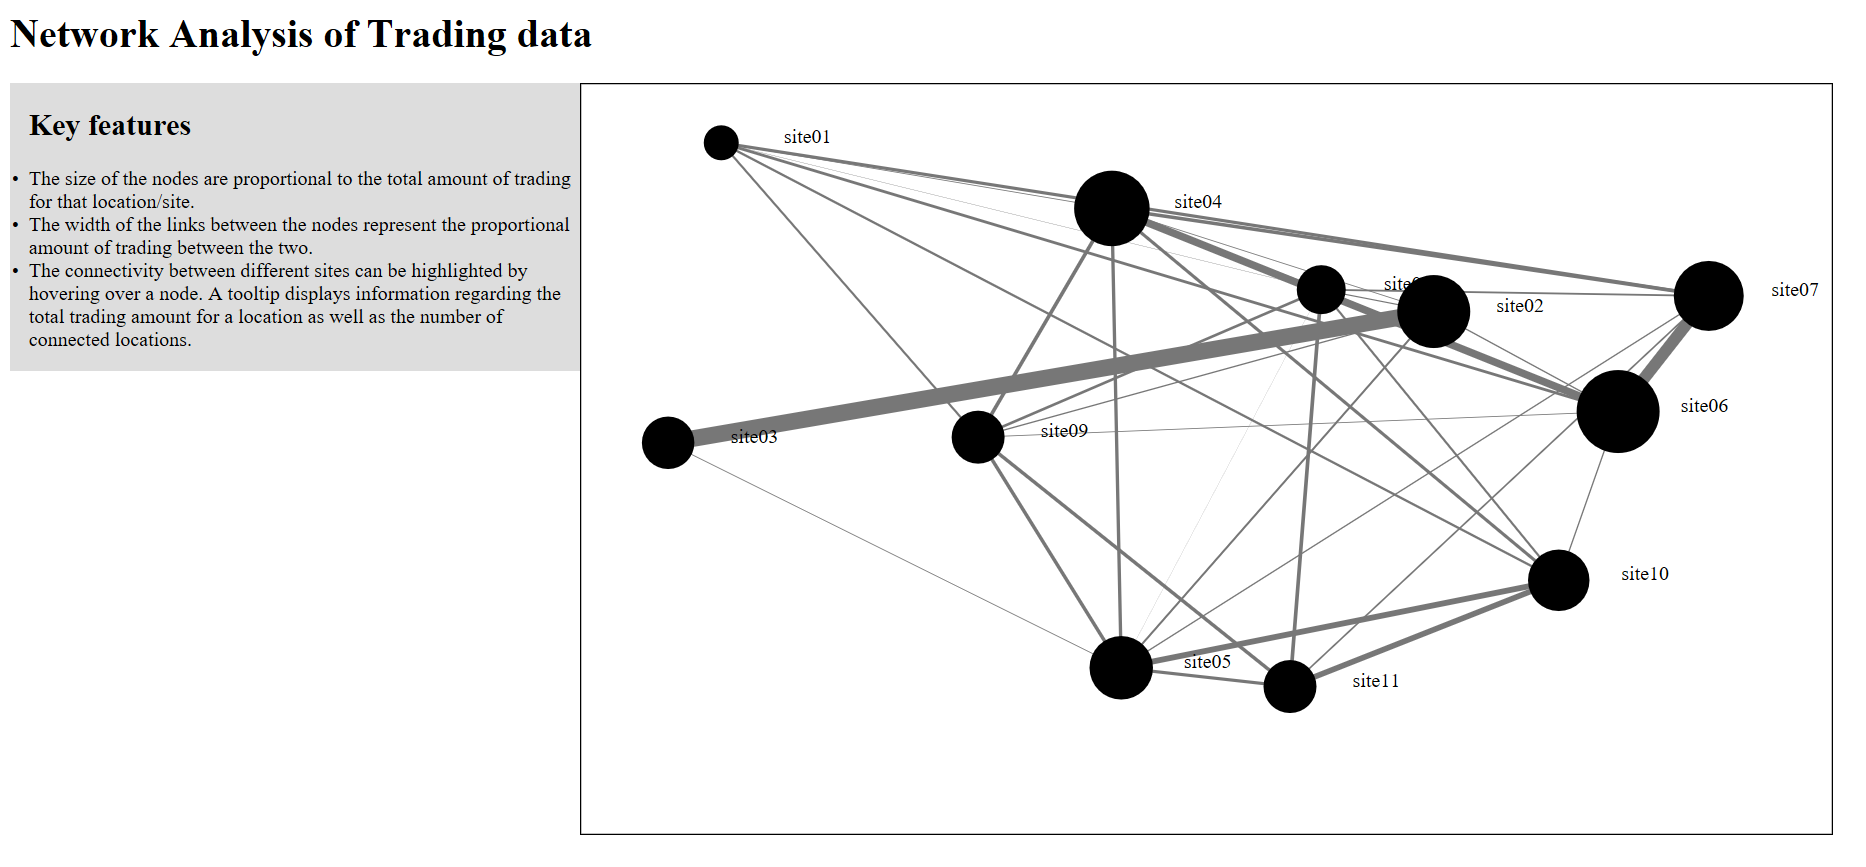 Network Analysis of Trading data
Key features
• The size of the nodes are proportional to the total amount of trading
for that location/site.
• The width of the links between the nodes represent the proportional
amount of trading between the two.
• The connectivity between different sites can be highlighted by
hovering over a node. A tooltip displays information regarding the
total trading amount for a location as well as the number of
connected locations.
site01
site04
site07
site02
site06
site09
site03
site10
site05
site11